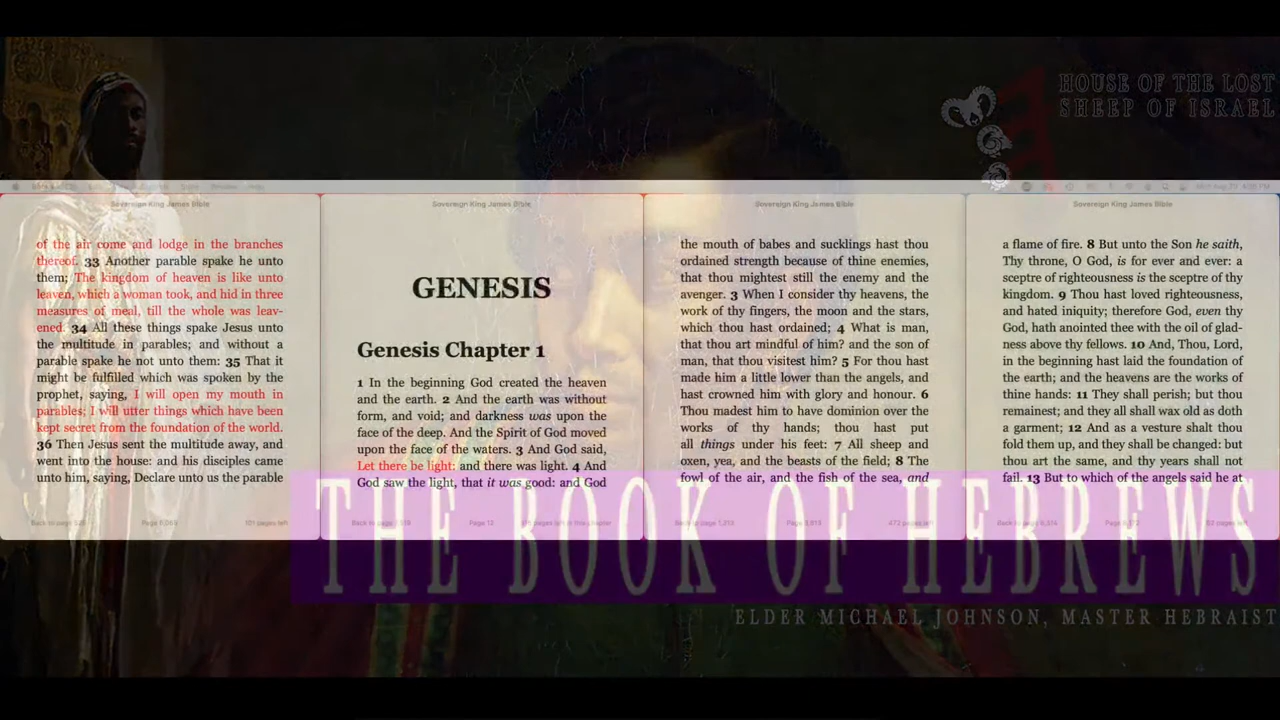 HOUSE OF THE LOST
SHEEP OF ISRAEL
Sovereign King James Bible
of the air come and lodge in the branches
thereof. 33 Another parable spake he unto
them; The kingdom of heaven is like unto
leaven, which a woman took, and hid in three
measures of meal, till the whole was leav-
ened. 34 All these things spake Jesus unto
the multitude in parables; and without a
parable spake he not unto them: 35 That it
might be fulfilled which was spoken by the
prophet, saying, I will open my mouth in
parables; I will utter things which have been
kept secret from the foundation of the world.
36 Then Jesus sent the multitude away, and
went into the house: and his disciples came
unto him, saying, Declare unto us the parable
101 pages left
Sovereign King James Bible
GENESIS
Genesis Chapter 1
1 In the beginning God created the heaven
and the earth. 2 And the earth was without
form, and void; and darkness was upon the
face of the deep. And the Spirit of God moved
upon the face of the waters. 3 And God said,
Let there be light: and there was light. 4 And
God saw the light, that it was good: and God
Sovereign King James Bible
the mouth of babes and sucklings hast thou
ordained strength because of thine enemies,
that thou mightest still the enemy and the
avenger. 3 When I consider thy heavens, the
work of thy fingers, the moon and the stars,
which thou hast ordained; 4 What is man,
that thou art mindful of him? and the son of
man, that thou visitest him? 5 For thou hast
made him a little lower than the angels, and
hast crowned him with glory and honour. 6
Thou madest him to have dominion over the
works of thy hands; thou hast put
all things under his feet: 7 All sheep and
oxen, yea, and the beasts of the field; 8 The
fowl of the air, and the fish of the sea, and
472 pages left
Sovereign King James Bible
a flame of fire. 8 But unto the Son he saith,
Thy throne, O God, is for ever and ever: a
sceptre of righteousness is the sceptre of thy
kingdom. 9 Thou hast loved righteousness,
and hated iniquity; therefore God, even thy
God, hath anointed thee with the oil of glad-
ness above thy fellows. 10 And, Thou, Lord,
in the beginning hast laid the foundation of
the earth; and the heavens are the works of
thine hands: 11 They shall perish; but thou
remainest; and they all shall wax old as doth
a garment; 12 And as a vesture shalt thou
fold them up, and they shall be changed: but
thou art the same, and thy years shall not
fail. 13 But to which of the angels said he at
THE BOOK OF HEBREWS
ELDER MICHAEL JOHNSON, MASTER HEBRAIST